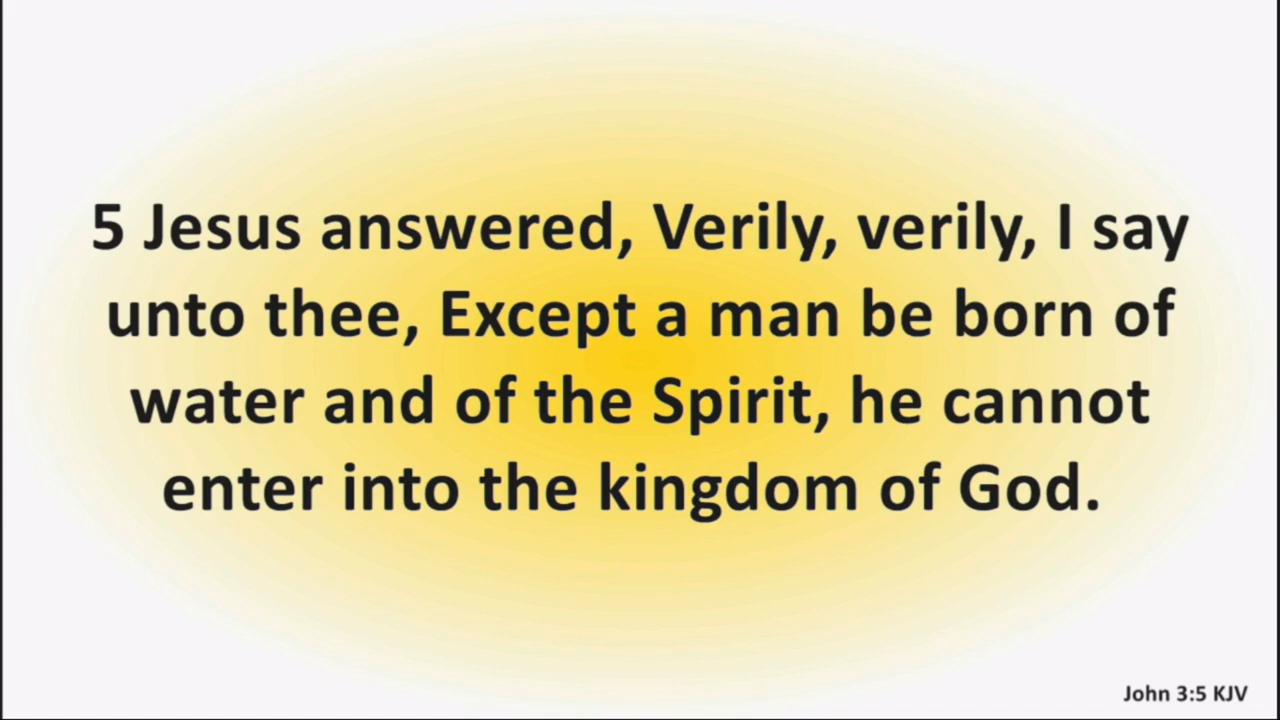 5 Jesus answered, Verily, verily, I say
unto thee, Except a man be born of
water and of the Spirit, he cannot
enter into the kingdom of God.
John 3:5 KJV